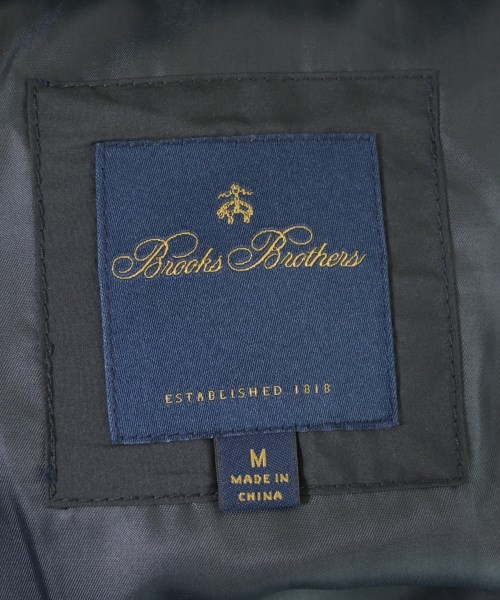 Brooks Brothers
ESTABLISHED 1818
M
MADE IN
CHINA